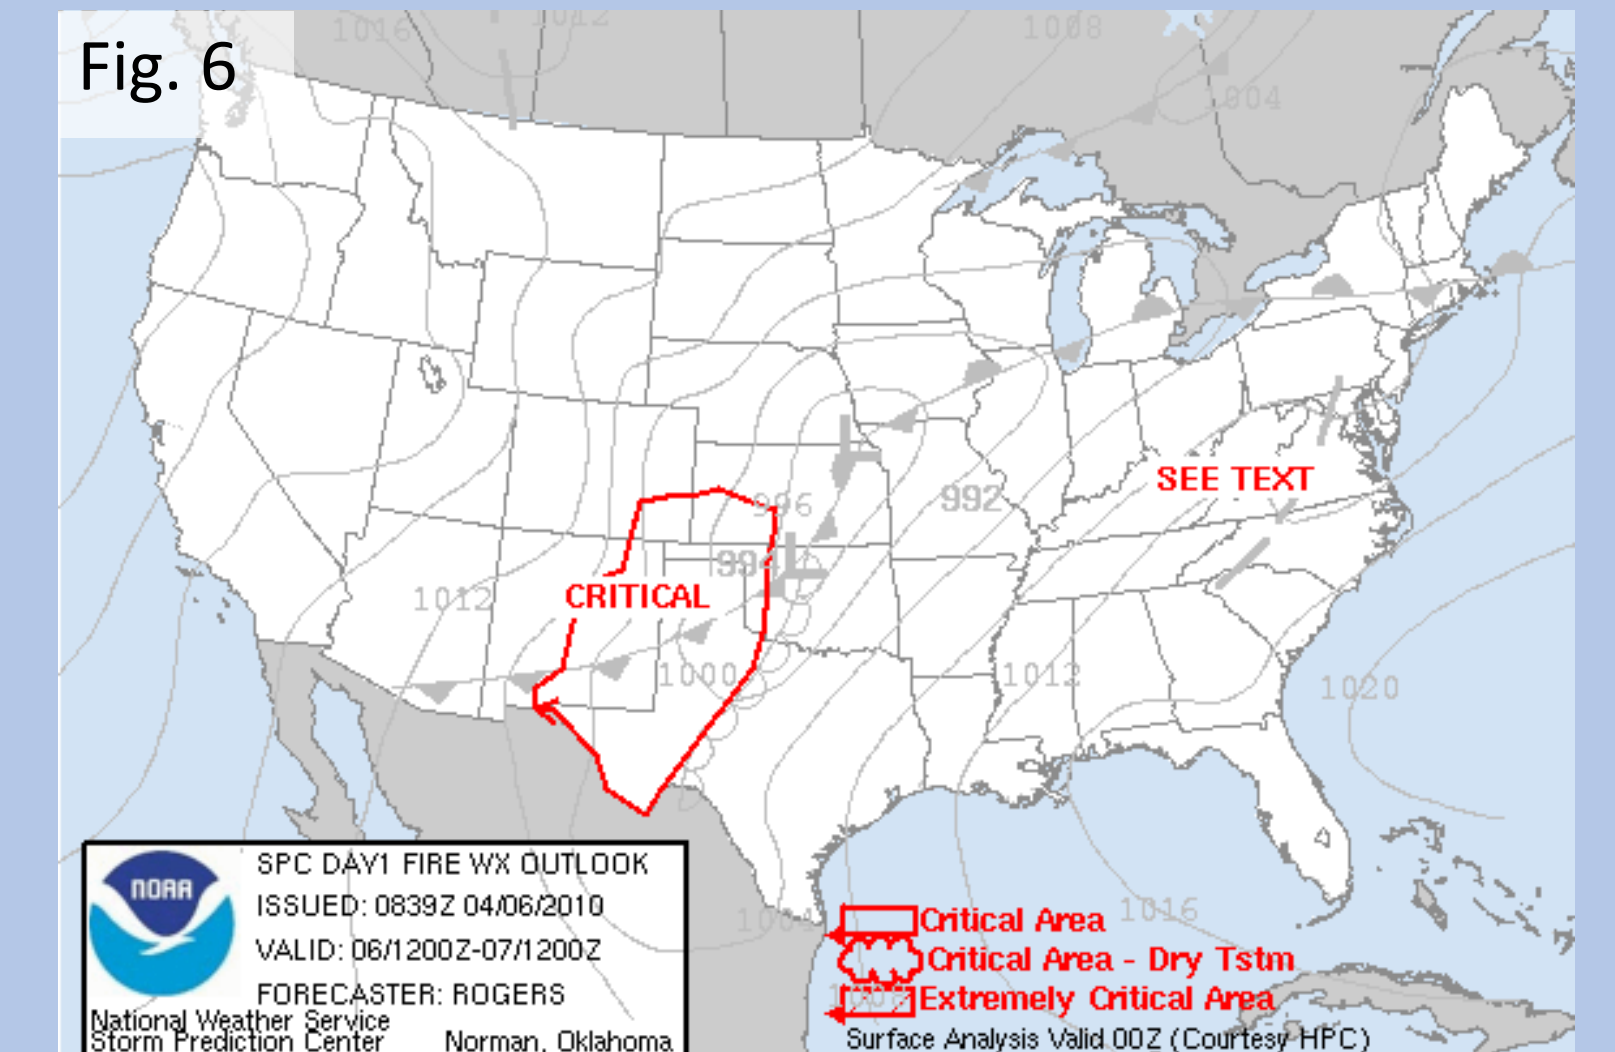 Fig. 6
1016
1012
1008
1004
SEE TEXT
996
992
994
CRITICAL
1012
1000
1012
1020
NOAA
SPC DAY1 FIRE WX OUTLOOK
ISSUED: 0839Z 04/06/2010
VALID: 06/1200Z-07/1200Z
FORECASTER: ROGERS
National Weather Service
Storm Prediction Center Norman, Oklahoma
1004
1016
Critical Area
Critical Area - Dry Tstm
1008
Extremely Critical Area
Surface Analysis Valid 00Z (Courtesy HPC)